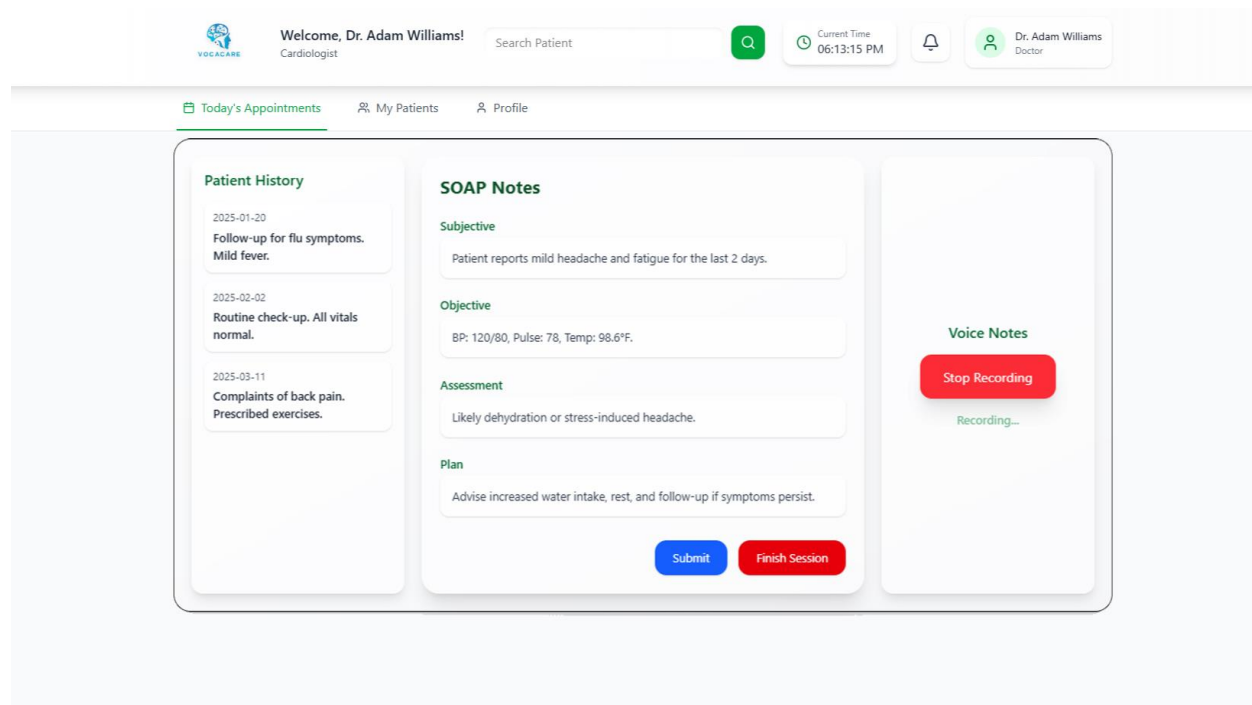 VOCACARE
Welcome, Dr. Adam Williams!
Cardiologist
Search Patient
Current Time
06:13:15 PM
Dr. Adam Williams
Doctor
Today's Appointments
My Patients
Profile
Patient History
2025-01-20
Follow-up for flu symptoms.
Mild fever.
2025-02-02
Routine check-up. All vitals
normal.
2025-03-11
Complaints of back pain.
Prescribed exercises.
SOAP Notes
Subjective
Patient reports mild headache and fatigue for the last 2 days.
Objective
BP: 120/80, Pulse: 78, Temp: 98.6°F.
Assessment
Likely dehydration or stress-induced headache.
Plan
Advise increased water intake, rest, and follow-up if symptoms persist.
Submit
Finish Session
Voice Notes
Stop Recording
Recording...